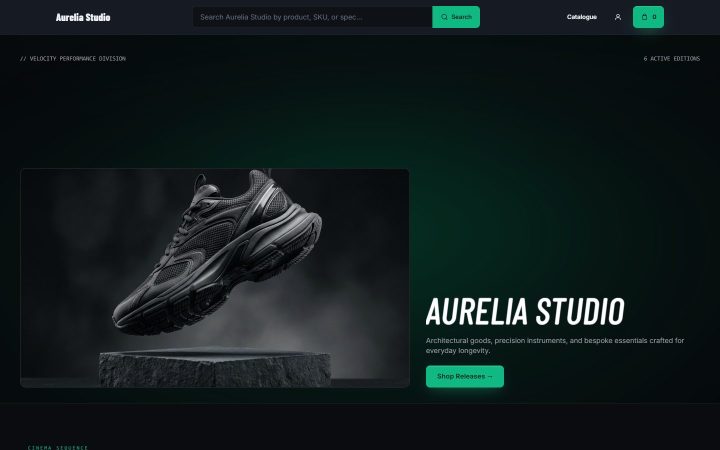 Aurelia Studio
Search Aurelia Studio by product, SKU, or spec...
Search
Catalogue
0
// VELOCITY PERFORMANCE DIVISION
6 ACTIVE EDITIONS
AURELIA STUDIO
Architectural goods, precision instruments, and bespoke essentials crafted for
everyday longevity.
Shop Releases →
CINEMA SEQUENCE